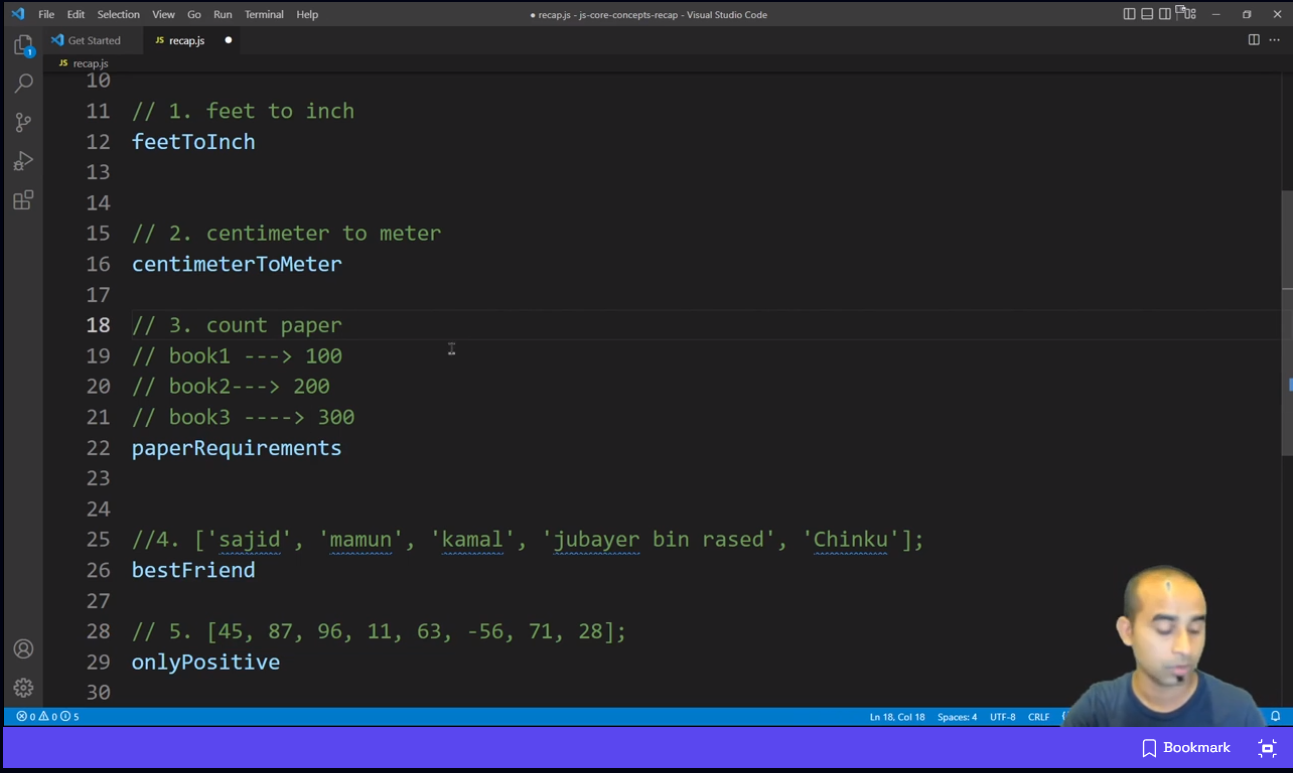 File Edit Selection View Go Run Terminal Help
● recap.js - js-core-concepts-recap - Visual Studio Code
Get Started
JS recap.js ●
JS recap.js
10
11 // 1. feet to inch
12 feetToInch
13
14
15 // 2. centimeter to meter
16 centimeterToMeter
17
18 // 3. count paper
19 // book1 ---> 100
20 // book2---> 200
21 // book3 ----> 300
22 paperRequirements
23
24
25 //4. ['sajid', 'mamun', 'kamal', 'jubayer bin rased', 'Chinku'];
26 bestFriend
27
28 // 5. [45, 87, 96, 11, 63, -56, 71, 28];
29 onlyPositive
30
1
0 0 5
Ln 18, Col 18 Spaces: 4 UTF-8 CRLF
Bookmark